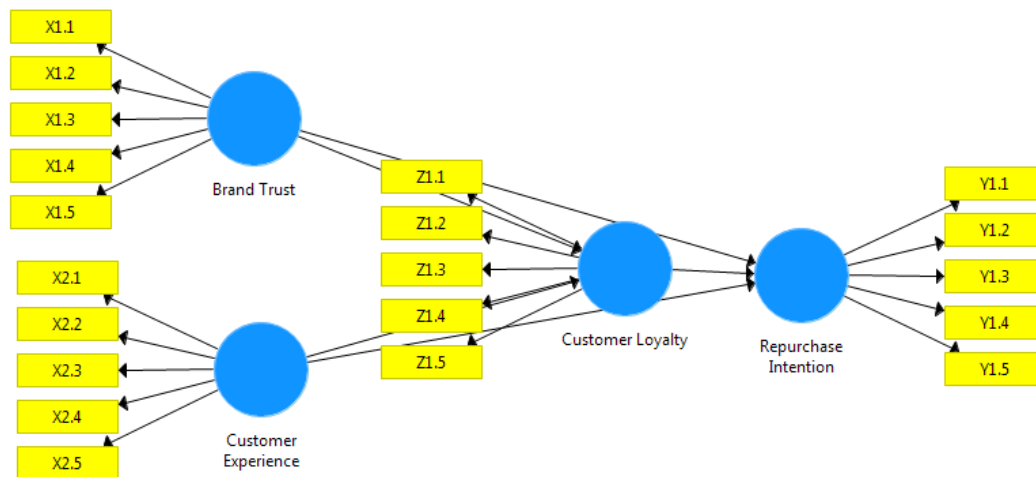 X1.1
X1.2
X1.3
X1.4
X1.5
Brand Trust
X2.1
X2.2
X2.3
X2.4
X2.5
Customer
Experience
Z1.1
Z1.2
Z1.3
Z1.4
Z1.5
Customer Loyalty
Repurchase
Intention
Y1.1
Y1.2
Y1.3
Y1.4
Y1.5